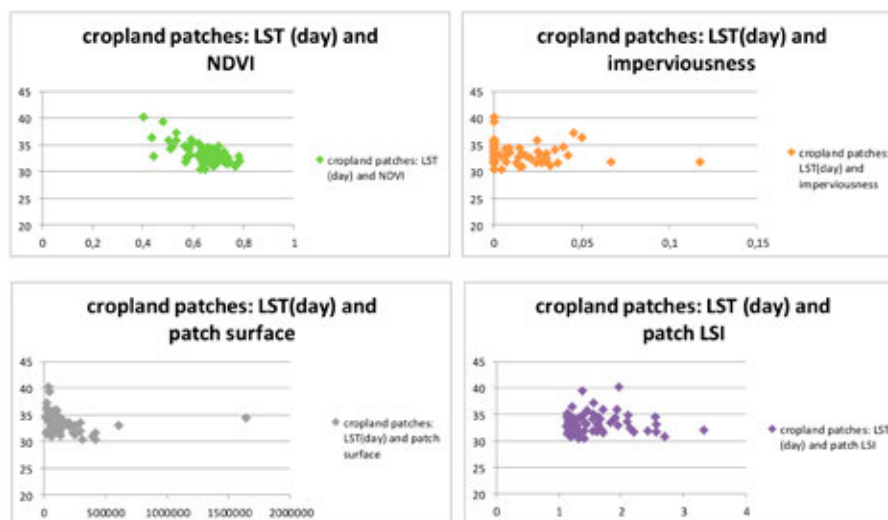 cropland patches: LST (day) and
NDVI
45
40
35
30
25
20
0
0,2
0,4
0,6
0,8
1
cropland patches: LST
(day) and NDVI
cropland patches: LST(day) and
imperviousness
45
40
35
30
25
20
0
0,05
0,1
0,15
cropland patches:
LST(day) and
imperviousness
cropland patches: LST(day) and
patch surface
45
40
35
30
25
20
0
500000
1000000
1500000
2000000
cropland patches:
LST(day) and patch
surface
cropland patches: LST (day) and
patch LSI
45
40
35
30
25
20
0
1
2
3
4
cropland patches: LST
(day) and patch LSI